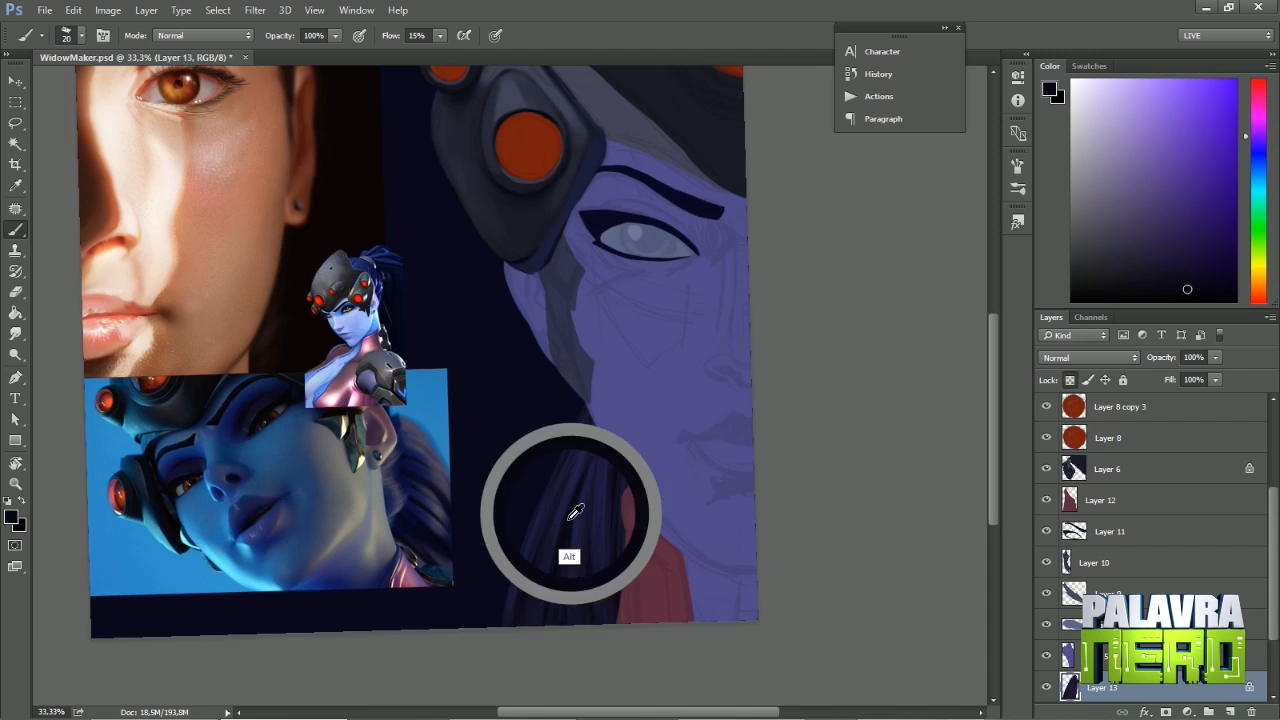 Ps File Edit Image Layer Type Select Filter 3D View Window Help
20 Mode: Normal Opacity: 100% Flow: 15% LIVE
WidowMaker.psd @ 33,3% (Layer 13, RGB/8) * ×
Character
History
Actions
Paragraph
Color Swatches
Layers Channels
Kind
Normal Opacity: 100%
Lock: Fill: 100%
Layer 8 copy 3
Layer 8
Layer 6
Layer 12
Layer 11
Layer 10
Layer 13
Alt
PALAVRA
NERD
33,33% Doc: 18,5M/193,8M